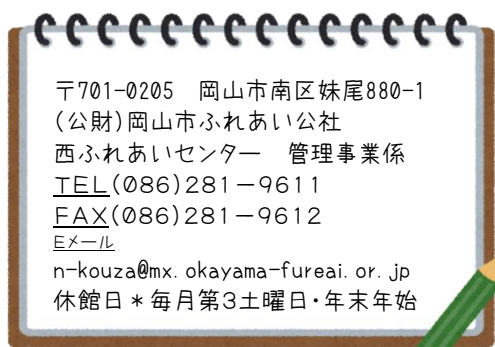 〒701-0205　岡山市南区妹尾880-1
(公財)岡山市ふれあい公社
西ふれあいセンター　管理事業係
TEL(086)281－9611
FAX(086)281－9612
Eメール
n-kouza@mx.okayama-fureai.or.jp
休館日＊毎月第3土曜日・年末年始